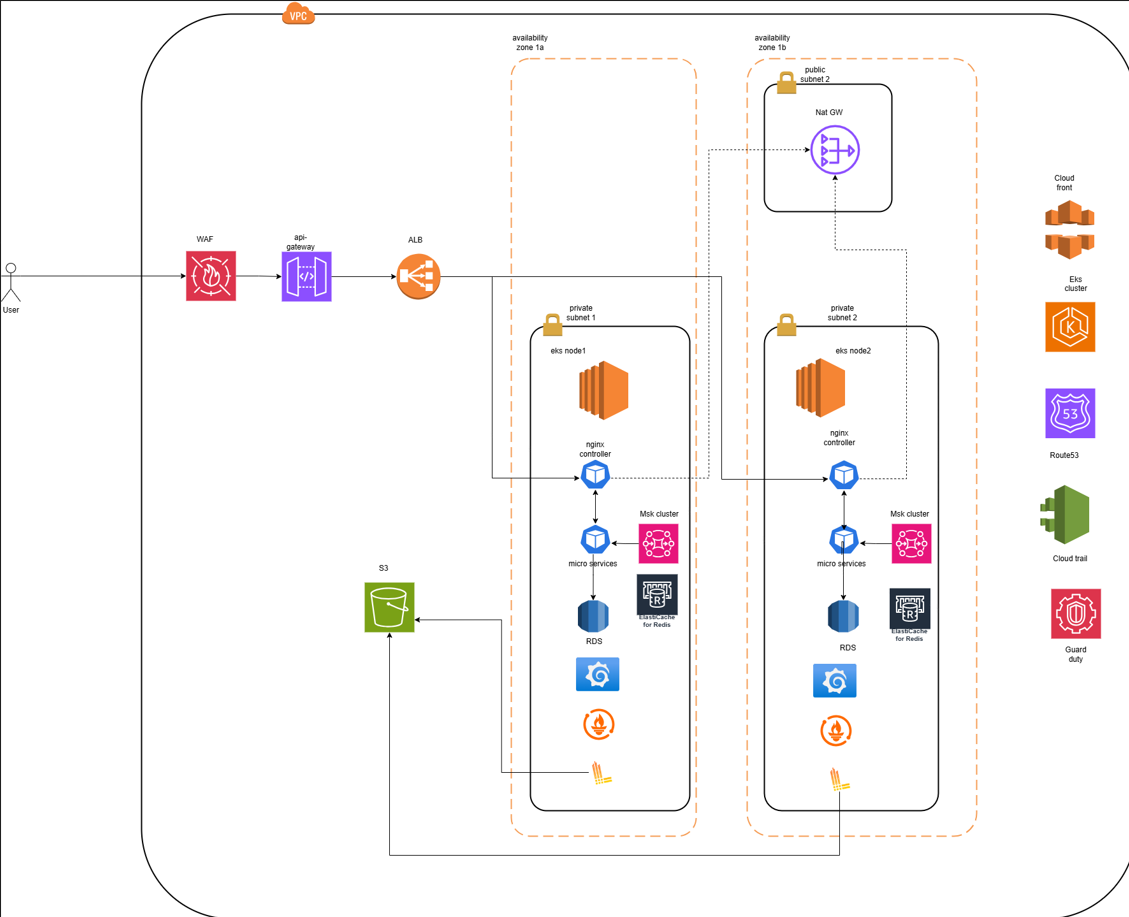 VPC
availability
zone 1a
availability
zone 1b
public
subnet 2
Nat GW
Cloud
front
WAF
api-
gateway
ALB
User
Eks
cluster
private
subnet 1
private
subnet 2
eks node1
eks node2
K
nginx
controller
nginx
controller
53
Route53
Msk cluster
Msk cluster
micro services
micro services
Cloud trail
S3
R
ElastiCache
for Redis
R
ElastiCache
for Redis
RDS
RDS
Guard
duty